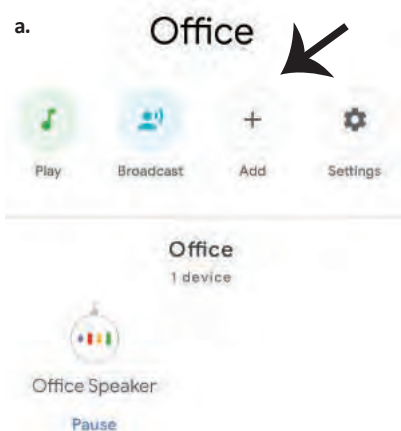 a.
Office
Play Broadcast Add Settings
Office
1 device
Office Speaker
Pause